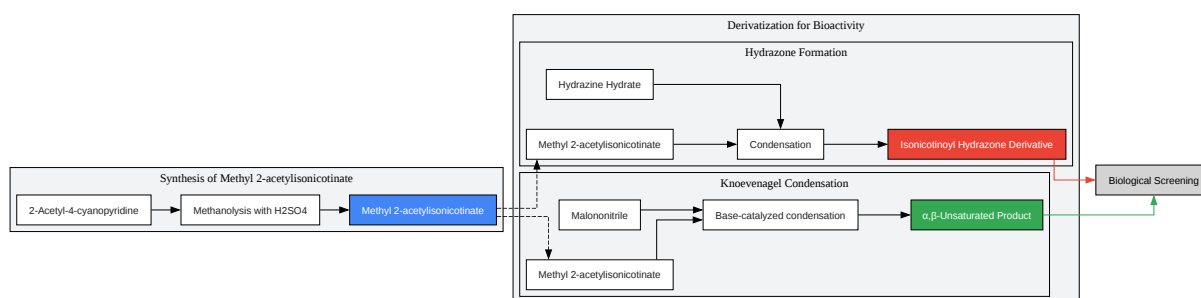 Derivatization for Bioactivity
Hydrazone Formation
Hydrazine Hydrate
Methyl 2-acetylisonicotinate
Condensation
Isonicotinoyl Hydrazone Derivative
Synthesis of Methyl 2-acetylisonicotinate
2-Acetyl-4-cyanopyridine
Methanolysis with H2SO4
Methyl 2-acetylisonicotinate
Knoevenagel Condensation
Malononitrile
Base-catalyzed condensation
α,β-Unsaturated Product
Methyl 2-acetylisonicotinate
Biological Screening